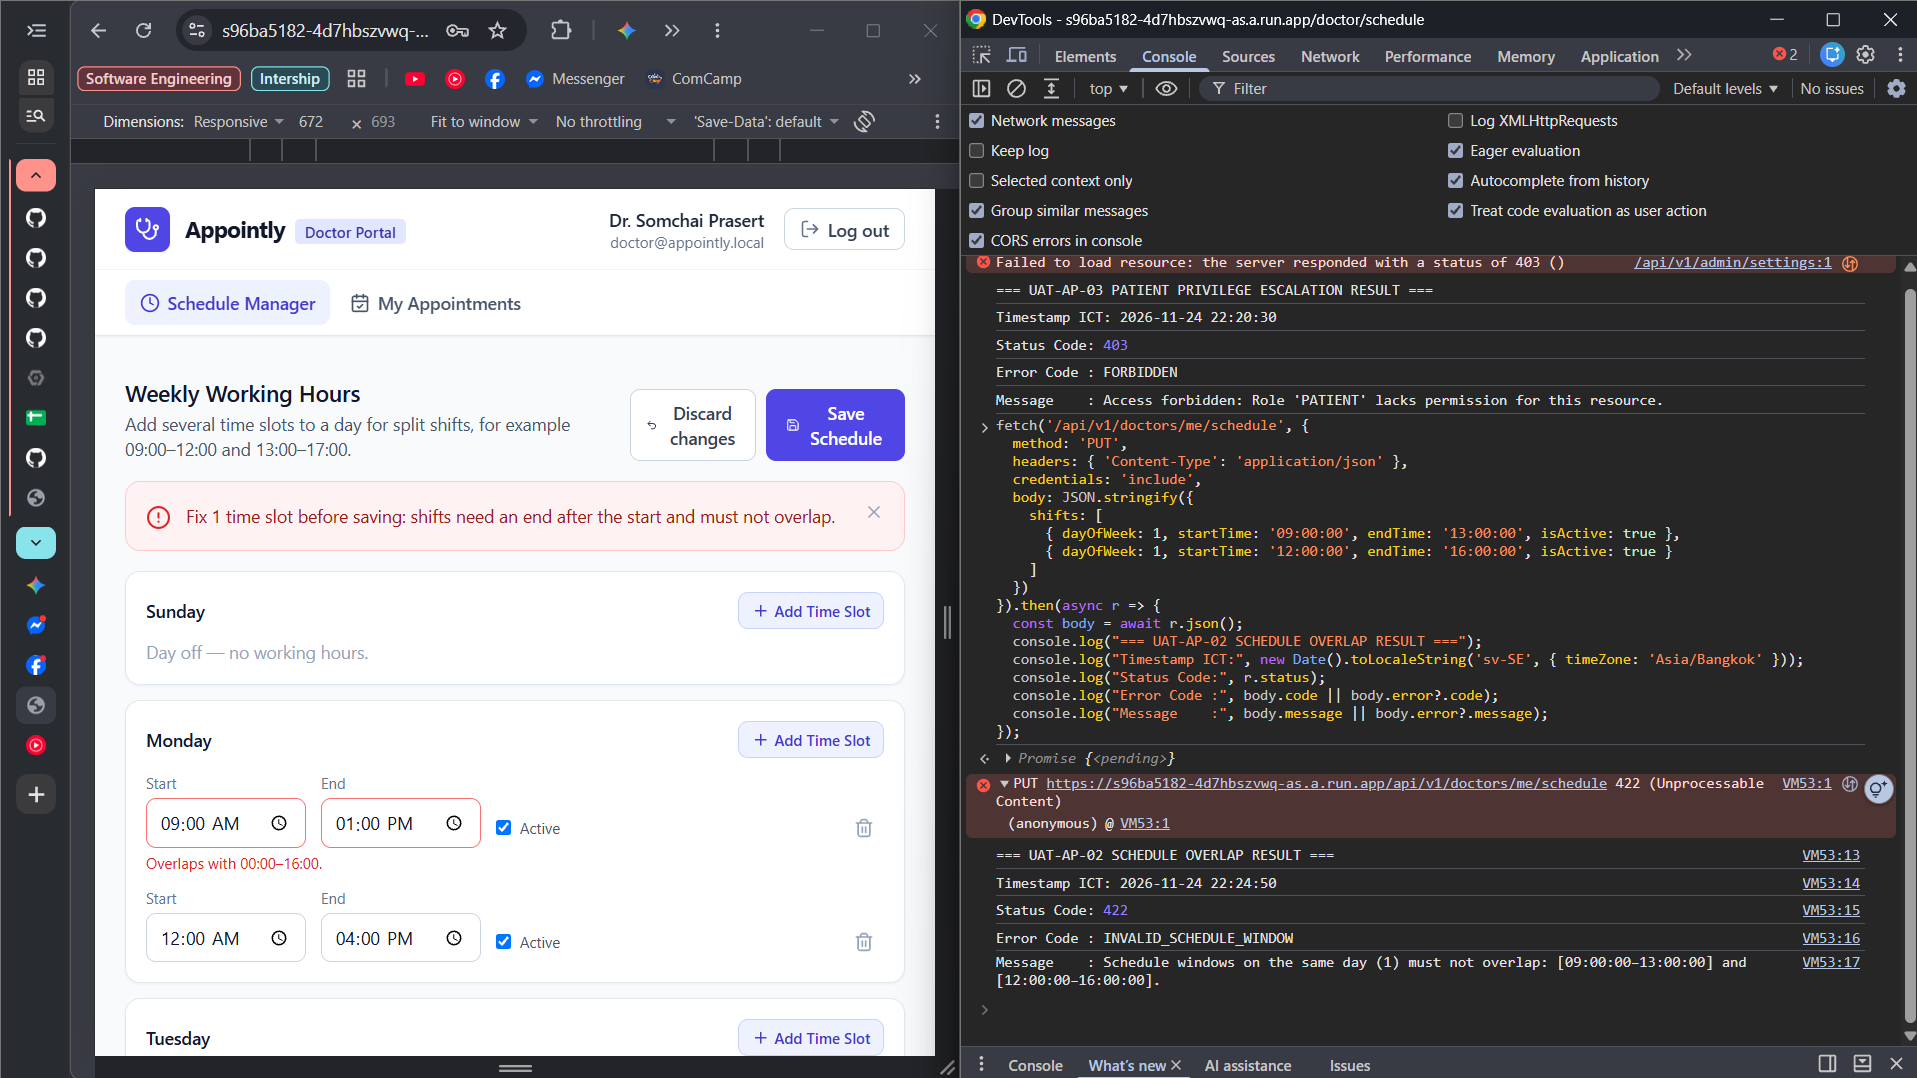 s96ba5182-4d7hbszvwq-...
Software Engineering
Intership
Messenger
ComCamp
Dimensions: Responsive
672
×
693
Fit to window
No throttling
'Save-Data': default
Appointly
Doctor Portal
Dr. Somchai Prasert
doctor@appointly.local
Log out
Schedule Manager
My Appointments
Weekly Working Hours
Add several time slots to a day for split shifts, for example
09:00–12:00 and 13:00–17:00.
Discard
changes
Save
Schedule
Fix 1 time slot before saving: shifts need an end after the start and must not overlap.
Sunday
+ Add Time Slot
Day off — no working hours.
Monday
+ Add Time Slot
Start
End
09:00 AM
01:00 PM
Active
Overlaps with 00:00–16:00.
Start
End
12:00 AM
04:00 PM
Active
Tuesday
+ Add Time Slot
DevTools - s96ba5182-4d7hbszvwq-as.a.run.app/doctor/schedule
Elements
Console
Sources
Network
Performance
Memory
Application
2
top
Filter
Default levels
No issues
Network messages
Log XMLHttpRequests
Keep log
Eager evaluation
Selected context only
Autocomplete from history
Group similar messages
Treat code evaluation as user action
CORS errors in console
Failed to load resource: the server responded with a status of 403 ()
/api/v1/admin/settings:1
=== UAT-AP-03 PATIENT PRIVILEGE ESCALATION RESULT ===
Timestamp ICT: 2026-11-24 22:20:30
Status Code: 403
Error Code : FORBIDDEN
Message    : Access forbidden: Role 'PATIENT' lacks permission for this resource.
fetch('/api/v1/doctors/me/schedule', {
  method: 'PUT',
  headers: { 'Content-Type': 'application/json' },
  credentials: 'include',
  body: JSON.stringify({
    shifts: [
      { dayOfWeek: 1, startTime: '09:00:00', endTime: '13:00:00', isActive: true },
      { dayOfWeek: 1, startTime: '12:00:00', endTime: '16:00:00', isActive: true }
    ]
  })
}).then(async r => {
  const body = await r.json();
  console.log("=== UAT-AP-02 SCHEDULE OVERLAP RESULT ===");
  console.log("Timestamp ICT:", new Date().toLocaleString('sv-SE', { timeZone: 'Asia/Bangkok' }));
  console.log("Status Code:", r.status);
  console.log("Error Code :", body.code || body.error?.code);
  console.log("Message    :", body.message || body.error?.message);
});
Promise {<pending>}
PUT https://s96ba5182-4d7hbszvwq-as.a.run.app/api/v1/doctors/me/schedule 422 (Unprocessable
VM53:1
Content)
(anonymous) @ VM53:1
=== UAT-AP-02 SCHEDULE OVERLAP RESULT ===
VM53:13
Timestamp ICT: 2026-11-24 22:24:50
VM53:14
Status Code: 422
VM53:15
Error Code : INVALID_SCHEDULE_WINDOW
VM53:16
Message    : Schedule windows on the same day (1) must not overlap: [09:00:00–13:00:00] and
VM53:17
[12:00:00–16:00:00].
Console
What's new
AI assistance
Issues